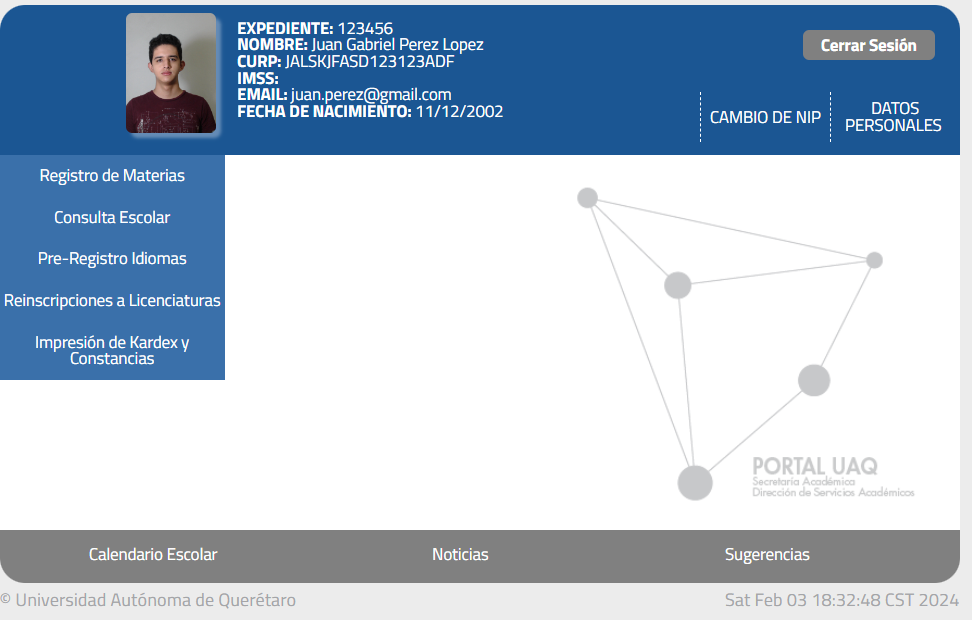 EXPEDIENTE: 123456
NOMBRE: Juan Gabriel Perez Lopez
CURP: JALSKJFASD123123ADF
IMSS:
EMAIL: juan.perez@gmail.com
FECHA DE NACIMIENTO: 11/12/2002
Cerrar Sesión
CAMBIO DE NIP
DATOS
PERSONALES
Registro de Materias
Consulta Escolar
Pre-Registro Idiomas
Reinscripciones a Licenciaturas
Impresión de Kardex y
Constancias
PORTAL UAQ
Secretaría Académica
Dirección de Servicios Académicos
Calendario Escolar
Noticias
Sugerencias
© Universidad Autónoma de Querétaro
Sat Feb 03 18:32:48 CST 2024